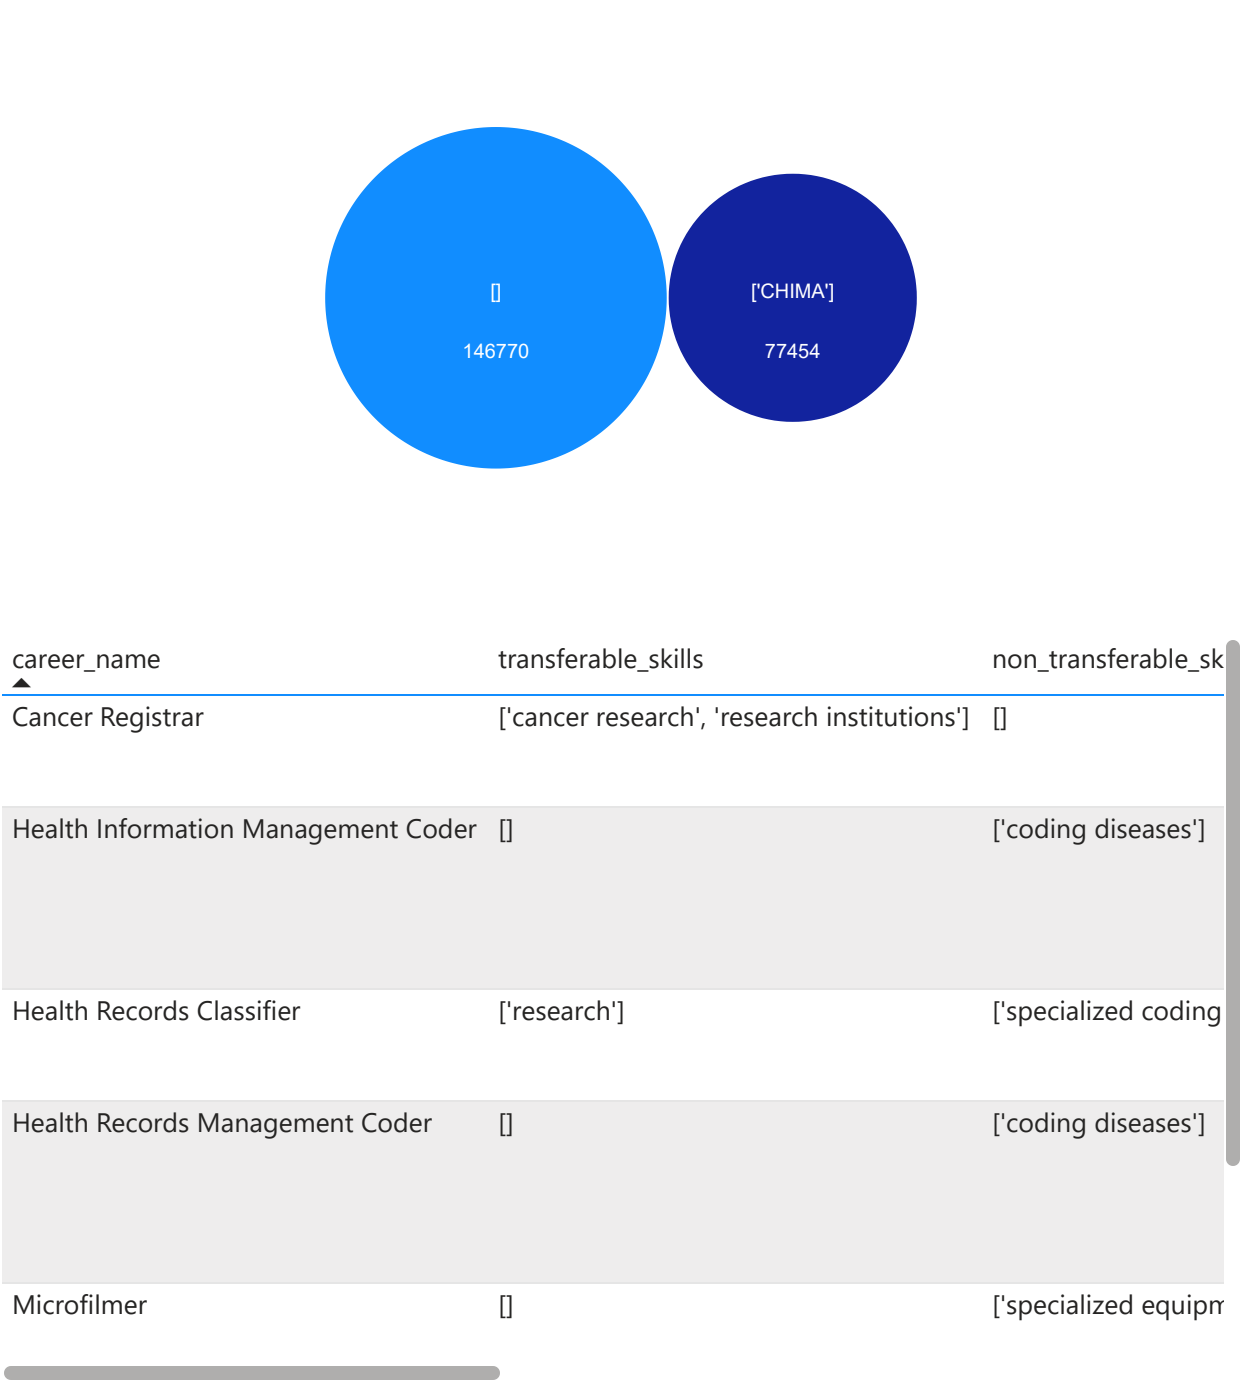 [] ['CHIMA']
146770 77454
career_name transferable_skills non_transferable_sk
Cancer Registrar ['cancer research', 'research institutions'] []
Health Information Management Coder [] ['coding diseases']
Health Records Classifier ['research'] ['specialized coding
Health Records Management Coder [] ['coding diseases']
Microfilmer [] ['specialized equipm